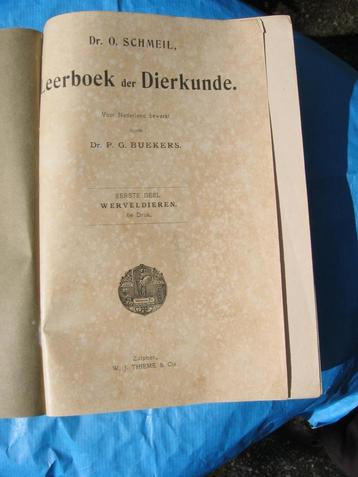 Dr. O. SCHMEIL,
Leerboek der Dierkunde.
Voor Nederland bewerkt
door
Dr. P. G. BUEKERS.
EERSTE DEEL
WERVELDIEREN.
6e Druk.
Zutphen,
W. J. THIEME & Cie